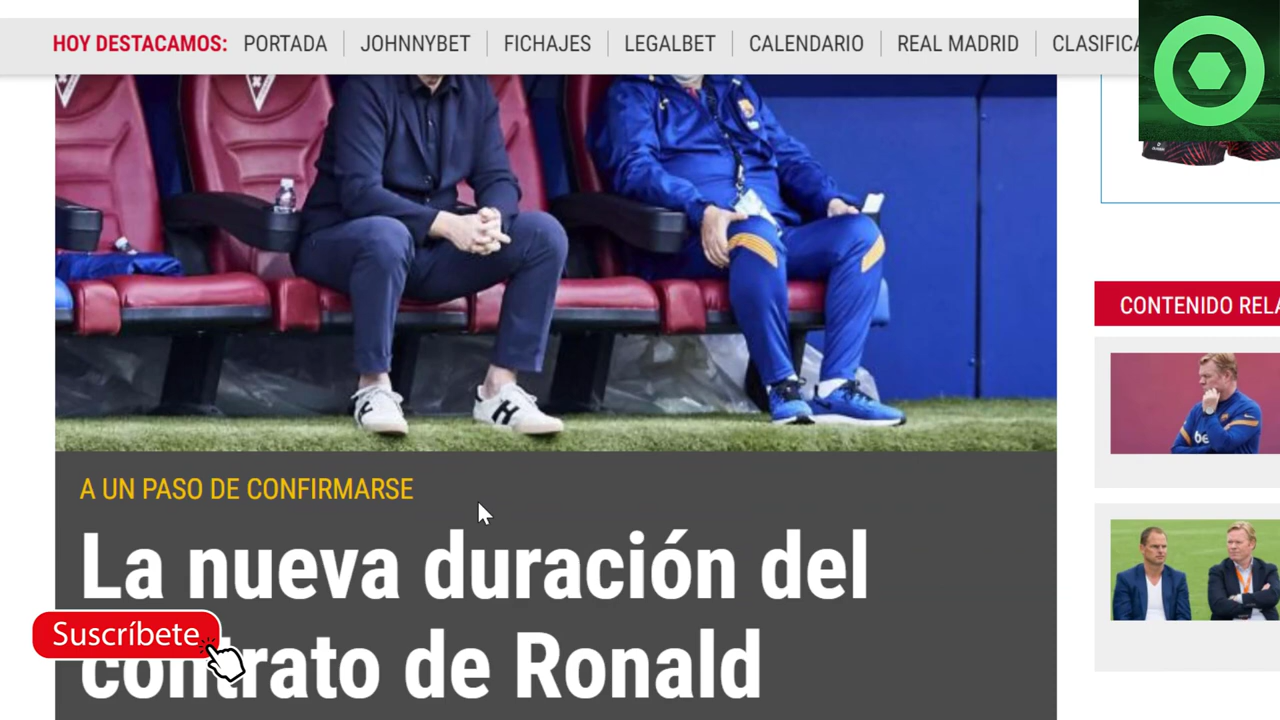 HOY DESTACAMOS: PORTADA JOHNNYBET FICHAJES LEGALBET CALENDARIO REAL MADRID CLASIFICA
CONTENIDO RELA
A UN PASO DE CONFIRMARSE
La nueva duración del
contrato de Ronald
Suscríbete